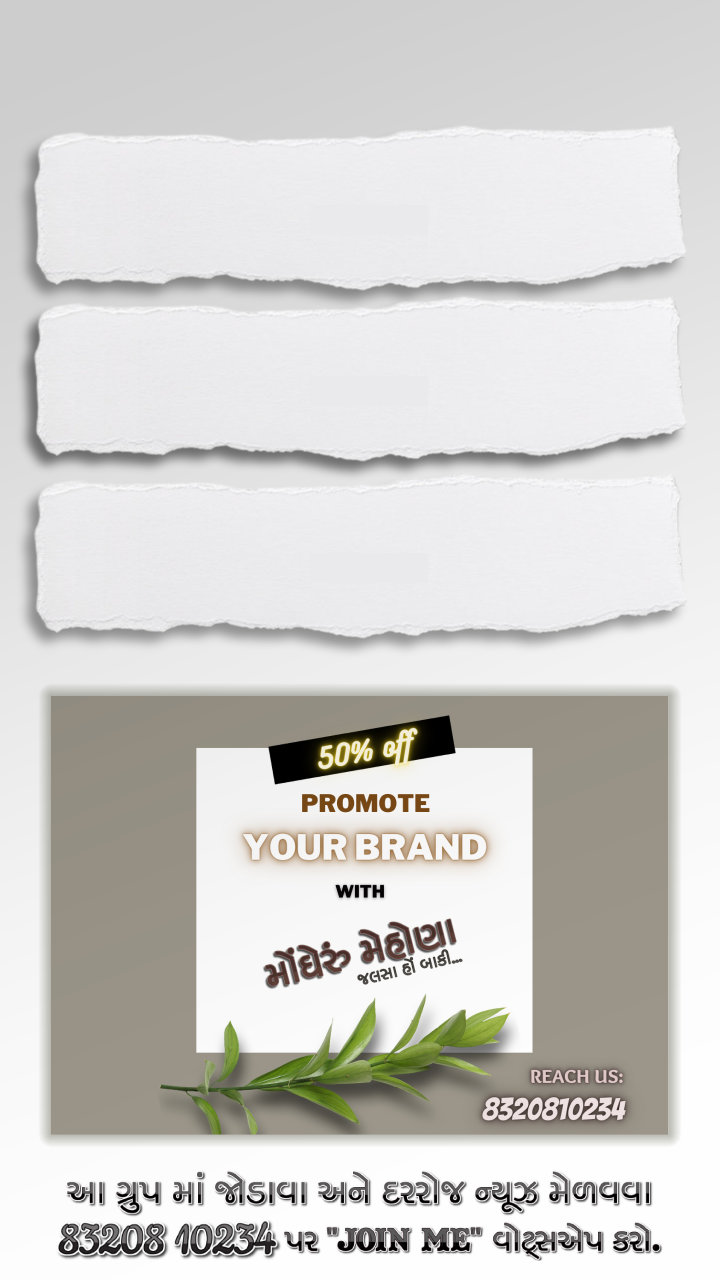 50% off
PROMOTE
YOUR BRAND
WITH
મોંઘેરું મેહોણા
જલસા હોં બાકી...
REACH US:
8320810234
આ ગ્રુપ માં જોડાવા અને દરરોજ ન્યૂઝ મેળવવા
83208 10234 પર "JOIN ME" વોટ્સએપ કરો.